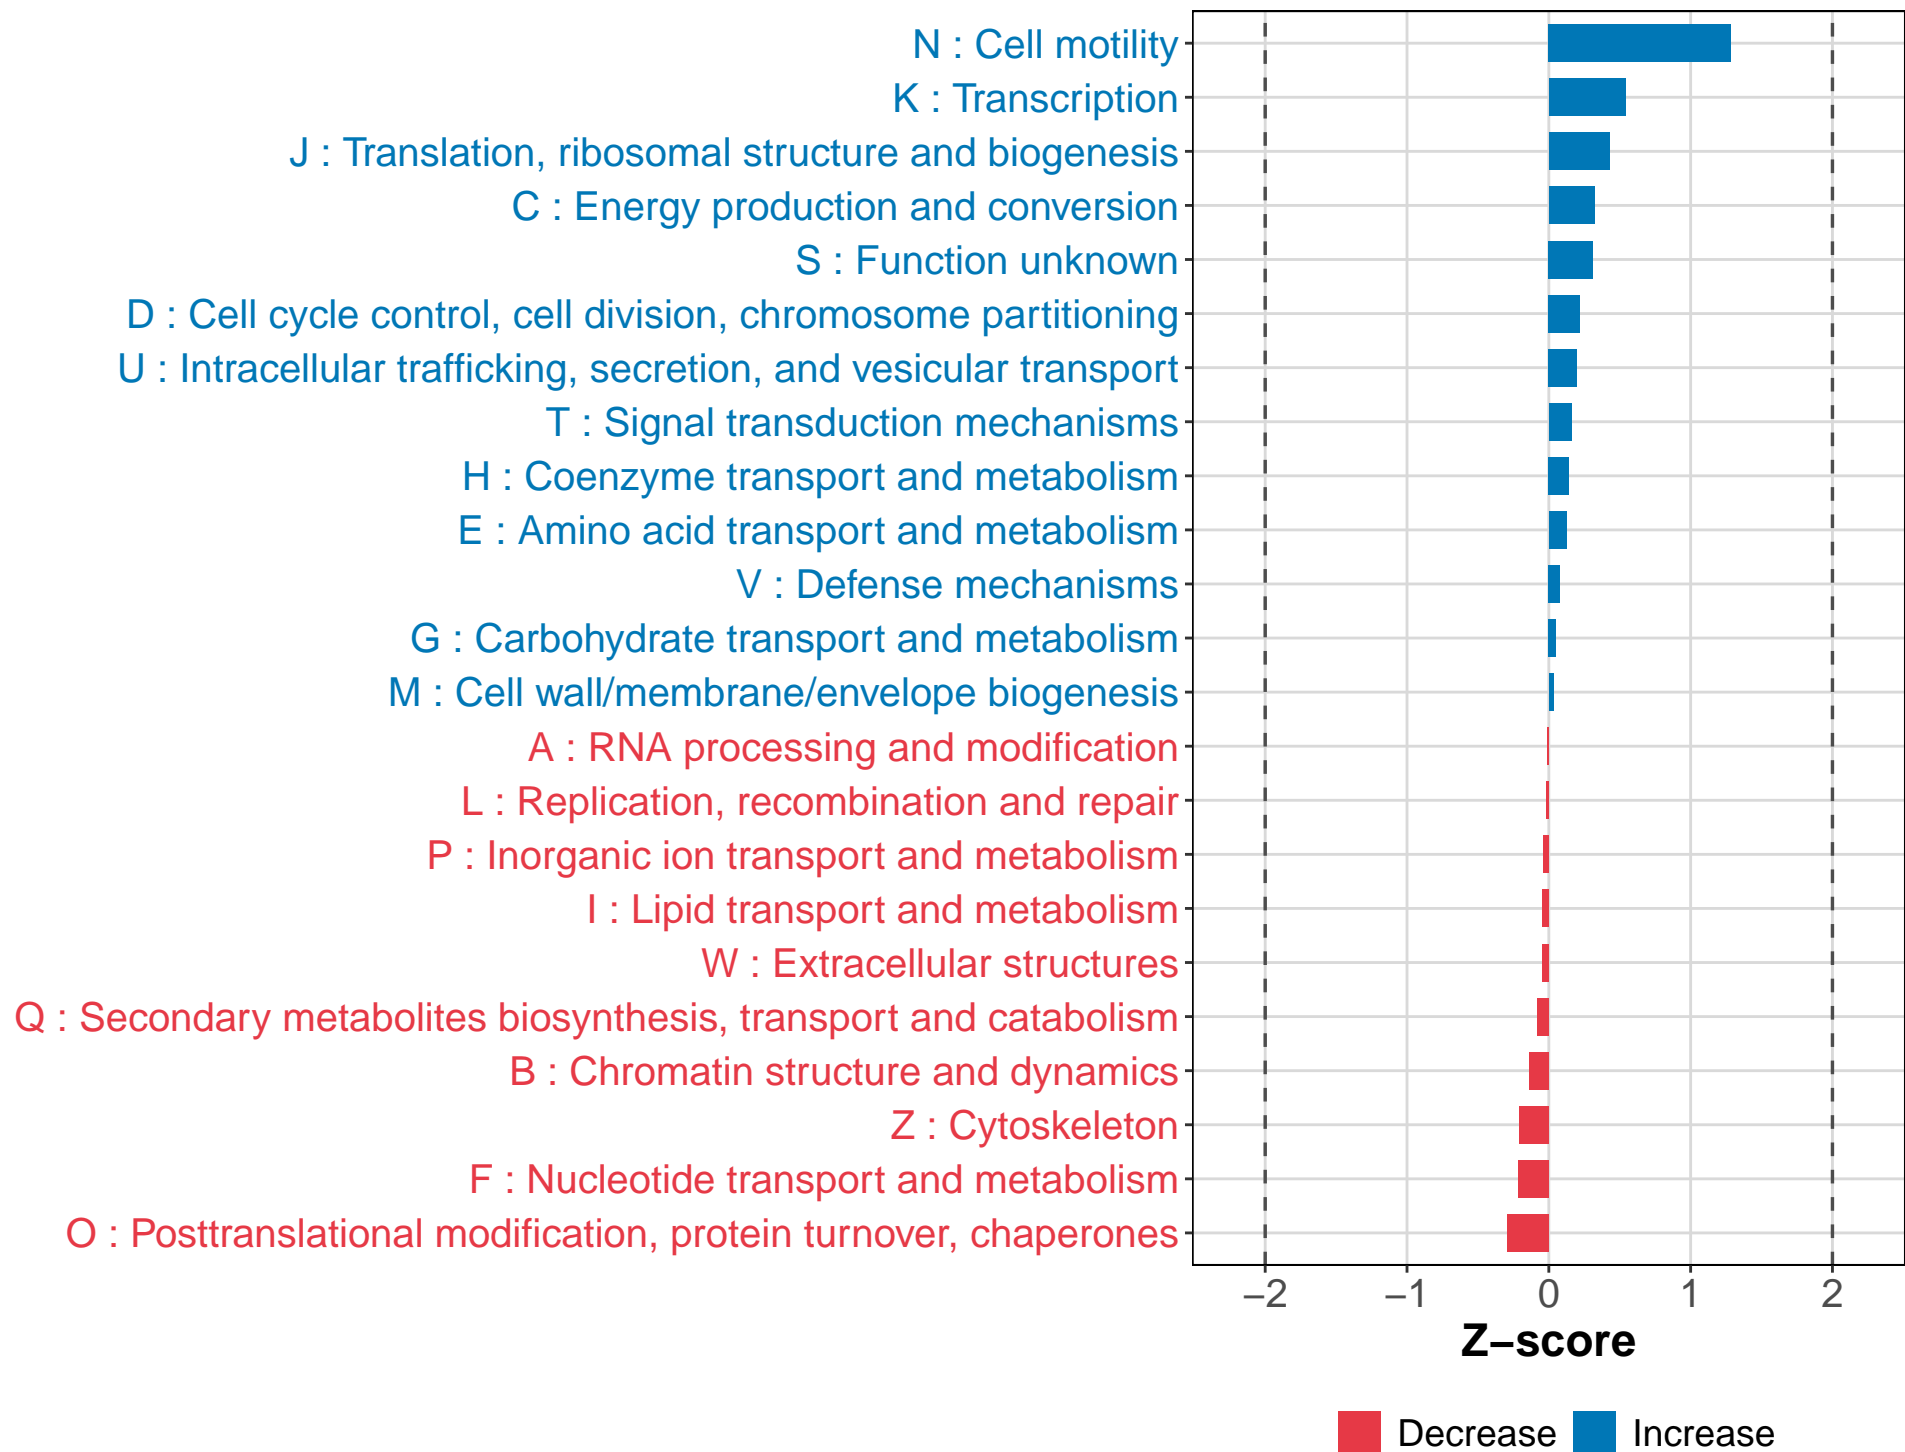 N : Cell motility
K : Transcription
J : Translation, ribosomal structure and biogenesis
C : Energy production and conversion
S : Function unknown
D : Cell cycle control, cell division, chromosome partitioning
U : Intracellular trafficking, secretion, and vesicular transport
T : Signal transduction mechanisms
H : Coenzyme transport and metabolism
E : Amino acid transport and metabolism
V : Defense mechanisms
G : Carbohydrate transport and metabolism
M : Cell wall/membrane/envelope biogenesis
A : RNA processing and modification
L : Replication, recombination and repair
P : Inorganic ion transport and metabolism
I : Lipid transport and metabolism
W : Extracellular structures
Q : Secondary metabolites biosynthesis, transport and catabolism
B : Chromatin structure and dynamics
Z : Cytoskeleton
F : Nucleotide transport and metabolism
O : Posttranslational modification, protein turnover, chaperones
−2 −1 0 1 2
Z−score
Decrease Increase